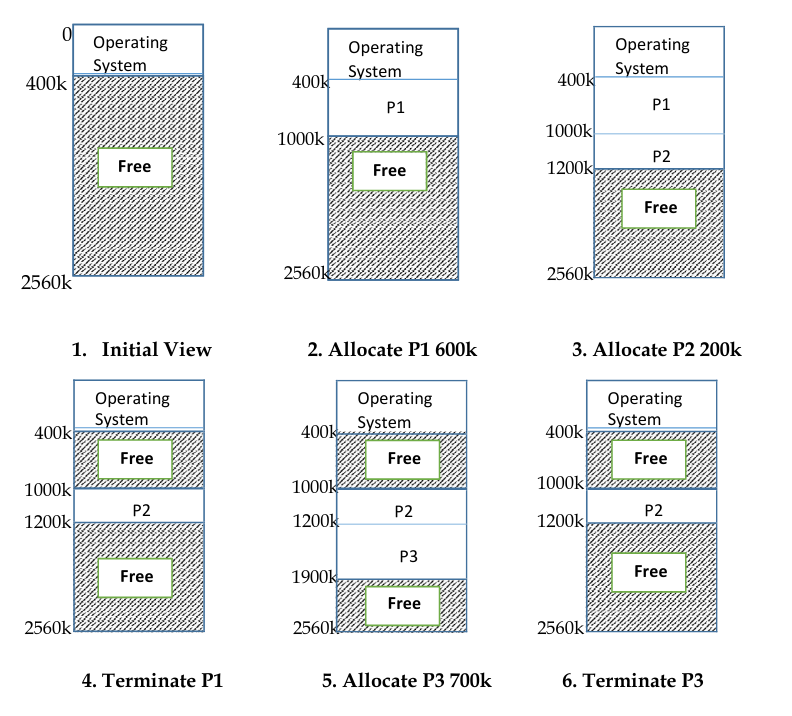 0
Operating
System
400k
Free
2560k
1. Initial View
Operating
System
400k
P1
1000k
Free
2560k
2. Allocate P1 600k
Operating
System
400k
P1
1000k
P2
1200k
Free
2560k
3. Allocate P2 200k
Operating
System
400k
Free
1000k
P2
1200k
Free
2560k
4. Terminate P1
Operating
System
400k
Free
1000k
P2
1200k
P3
1900k
Free
2560k
5. Allocate P3 700k
Operating
System
400k
Free
1000k
P2
1200k
Free
2560k
6. Terminate P3